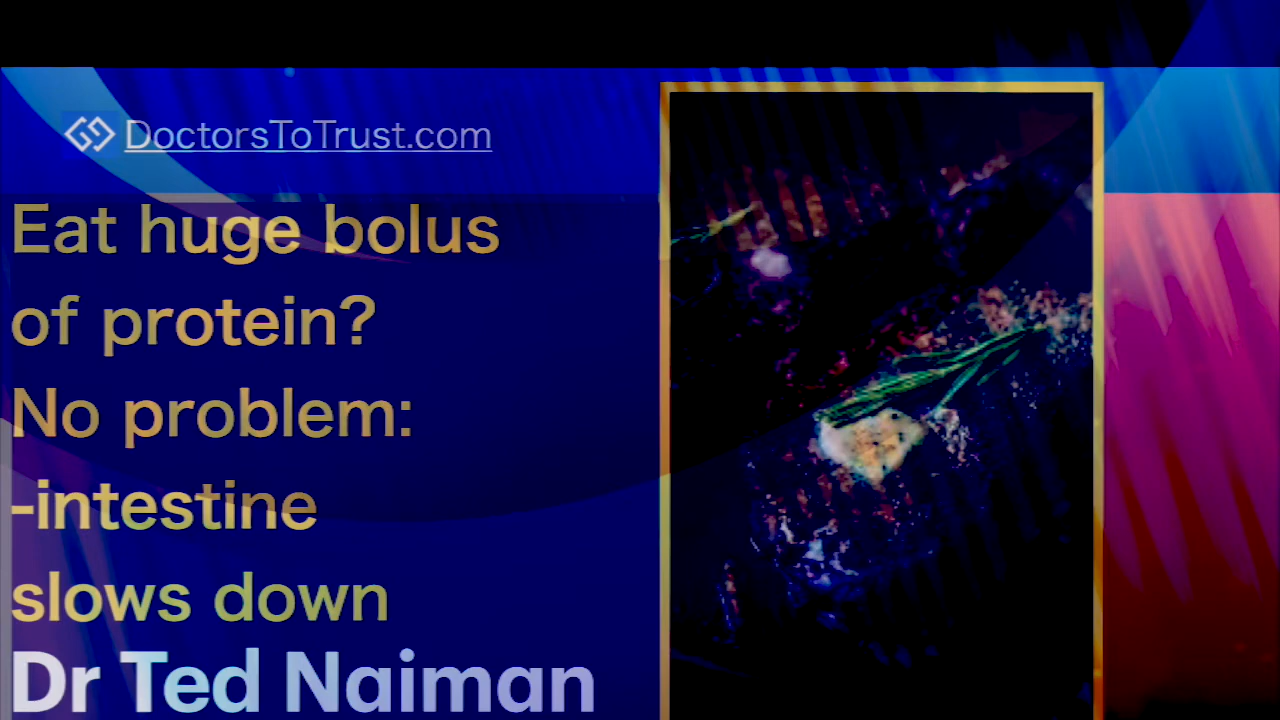 DoctorsToTrust.com
Eat huge bolus
of protein?
No problem:
-intestine
slows down
Dr Ted Naiman